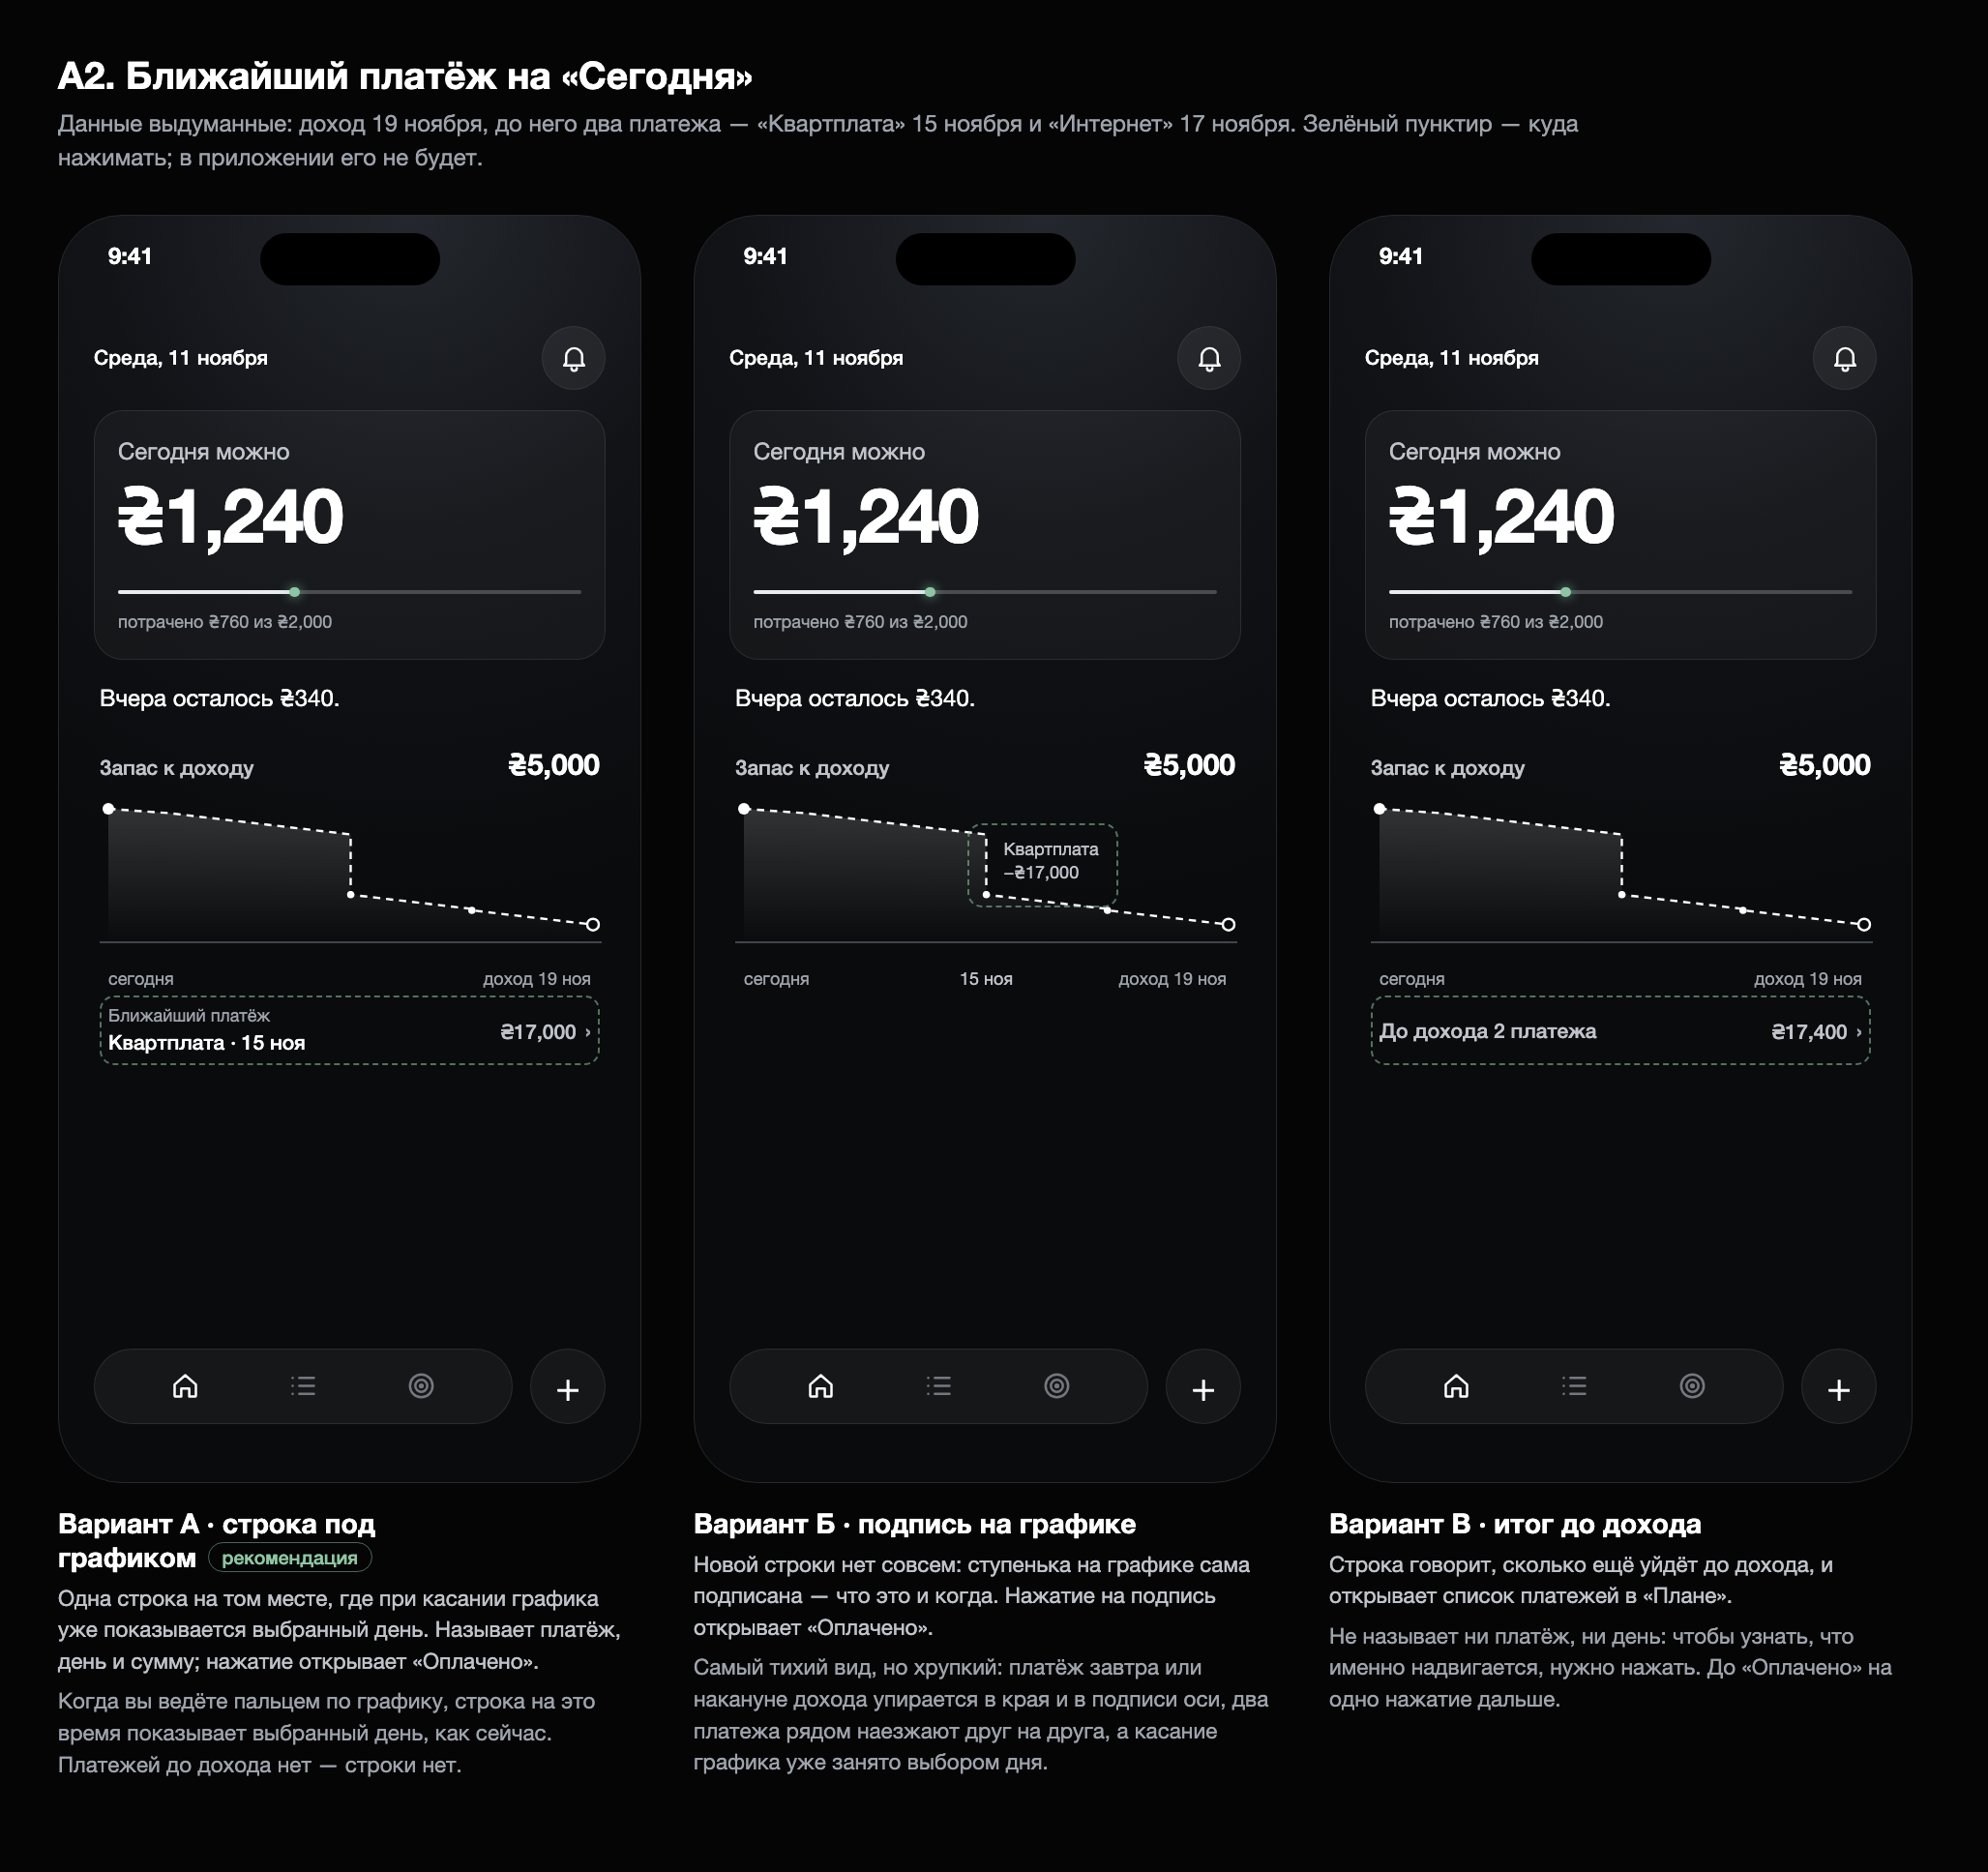 А2. Ближайший платёж на «Сегодня»
Данные выдуманные: доход 19 ноября, до него два платежа — «Квартплата» 15 ноября и «Интернет» 17 ноября. Зелёный пунктир — куда
нажимать; в приложении его не будет.
9:41
Среда, 11 ноября
Сегодня можно
₴1,240
потрачено ₴760 из ₴2,000
Вчера осталось ₴340.
Запас к доходу
₴5,000
сегодня
доход 19 ноя
Ближайший платёж
Квартплата · 15 ноя
₴17,000 ›
Вариант А · строка под
графиком
рекомендация
Одна строка на том месте, где при касании графика
уже показывается выбранный день. Называет платёж,
день и сумму; нажатие открывает «Оплачено».
Когда вы ведёте пальцем по графику, строка на это
время показывает выбранный день, как сейчас.
Платежей до дохода нет — строки нет.
9:41
Среда, 11 ноября
Сегодня можно
₴1,240
потрачено ₴760 из ₴2,000
Вчера осталось ₴340.
Запас к доходу
₴5,000
Квартплата
−₴17,000
сегодня
15 ноя
доход 19 ноя
Вариант Б · подпись на графике
Новой строки нет совсем: ступенька на графике сама
подписана — что это и когда. Нажатие на подпись
открывает «Оплачено».
Самый тихий вид, но хрупкий: платёж завтра или
накануне дохода упирается в края и в подписи оси, два
платежа рядом наезжают друг на друга, а касание
графика уже занято выбором дня.
9:41
Среда, 11 ноября
Сегодня можно
₴1,240
потрачено ₴760 из ₴2,000
Вчера осталось ₴340.
Запас к доходу
₴5,000
сегодня
доход 19 ноя
До дохода 2 платежа
₴17,400 ›
Вариант В · итог до дохода
Строка говорит, сколько ещё уйдёт до дохода, и
открывает список платежей в «Плане».
Не называет ни платёж, ни день: чтобы узнать, что
именно надвигается, нужно нажать. До «Оплачено» на
одно нажатие дальше.